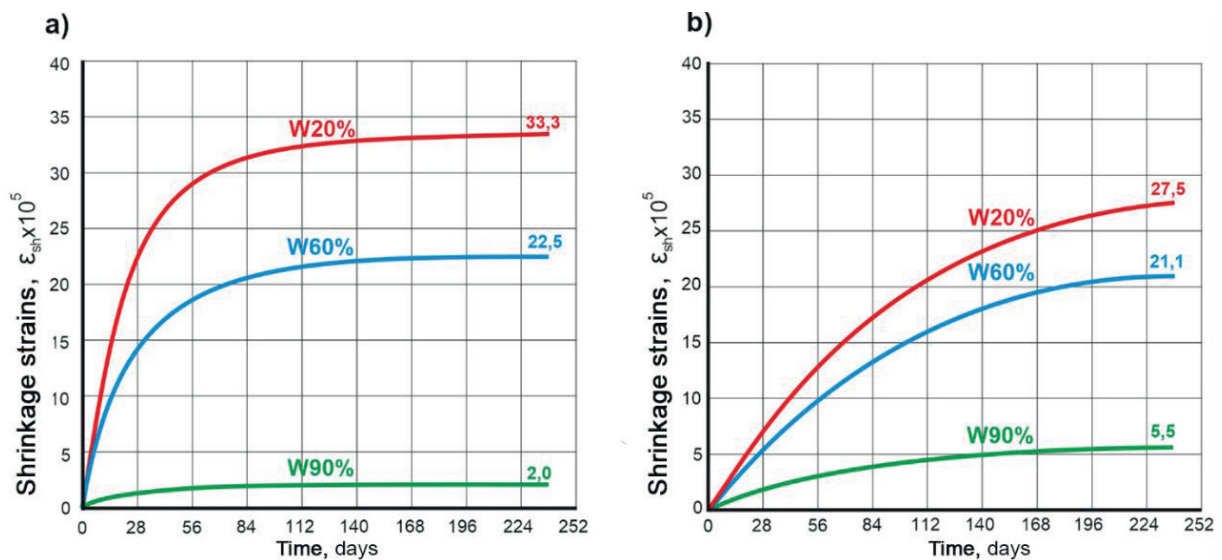 a)
Shrinkage strains, εshx10⁵
40
35
30
25
20
15
10
5
0
W20%
33,3
W60%
22,5
W90%
2,0
0 28 56 84 112 140 168 196 224 252
Time, days
b)
Shrinkage strains, εshx10⁵
40
35
30
25
20
15
10
5
0
W20%
27,5
W60%
21,1
W90%
5,5
0 28 56 84 112 140 168 196 224 252
Time, days